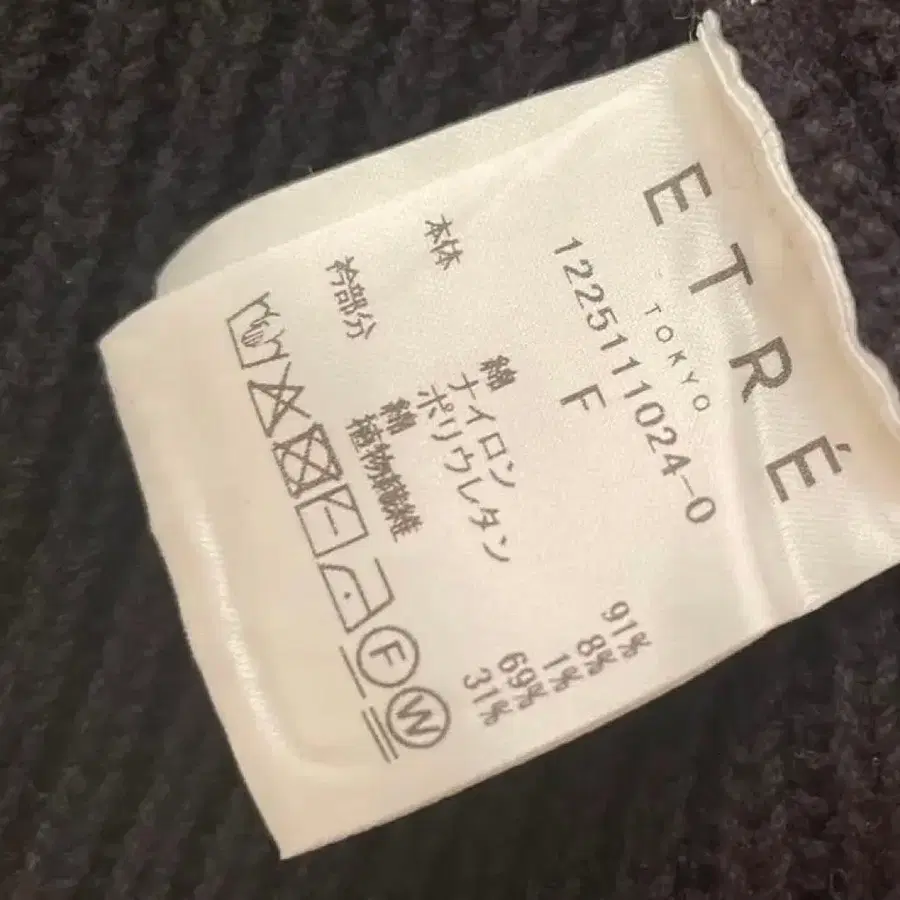 ETRÉ
TOKYO
1225111024-0
F
本体
綿 91%
ナイロン 8%
ポリウレタン 1%
衿部分
綿 69%
植物繊維 31%
F W